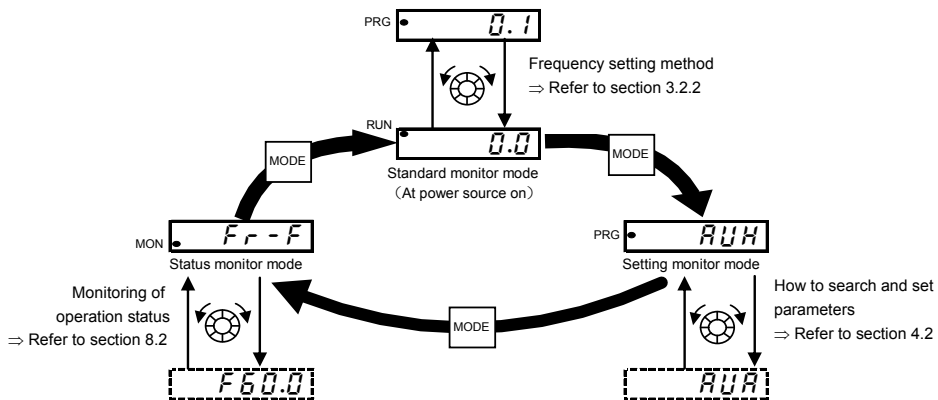 PRG 0.1
Frequency setting method
⇒ Refer to section 3.2.2
RUN 0.0
MODE
MODE
Standard monitor mode
(At power source on)
MON Fr-F
Status monitor mode
PRG AUH
Setting monitor mode
Monitoring of
operation status
⇒ Refer to section 8.2
How to search and set
parameters
⇒ Refer to section 4.2
MODE
F60.0
AUA